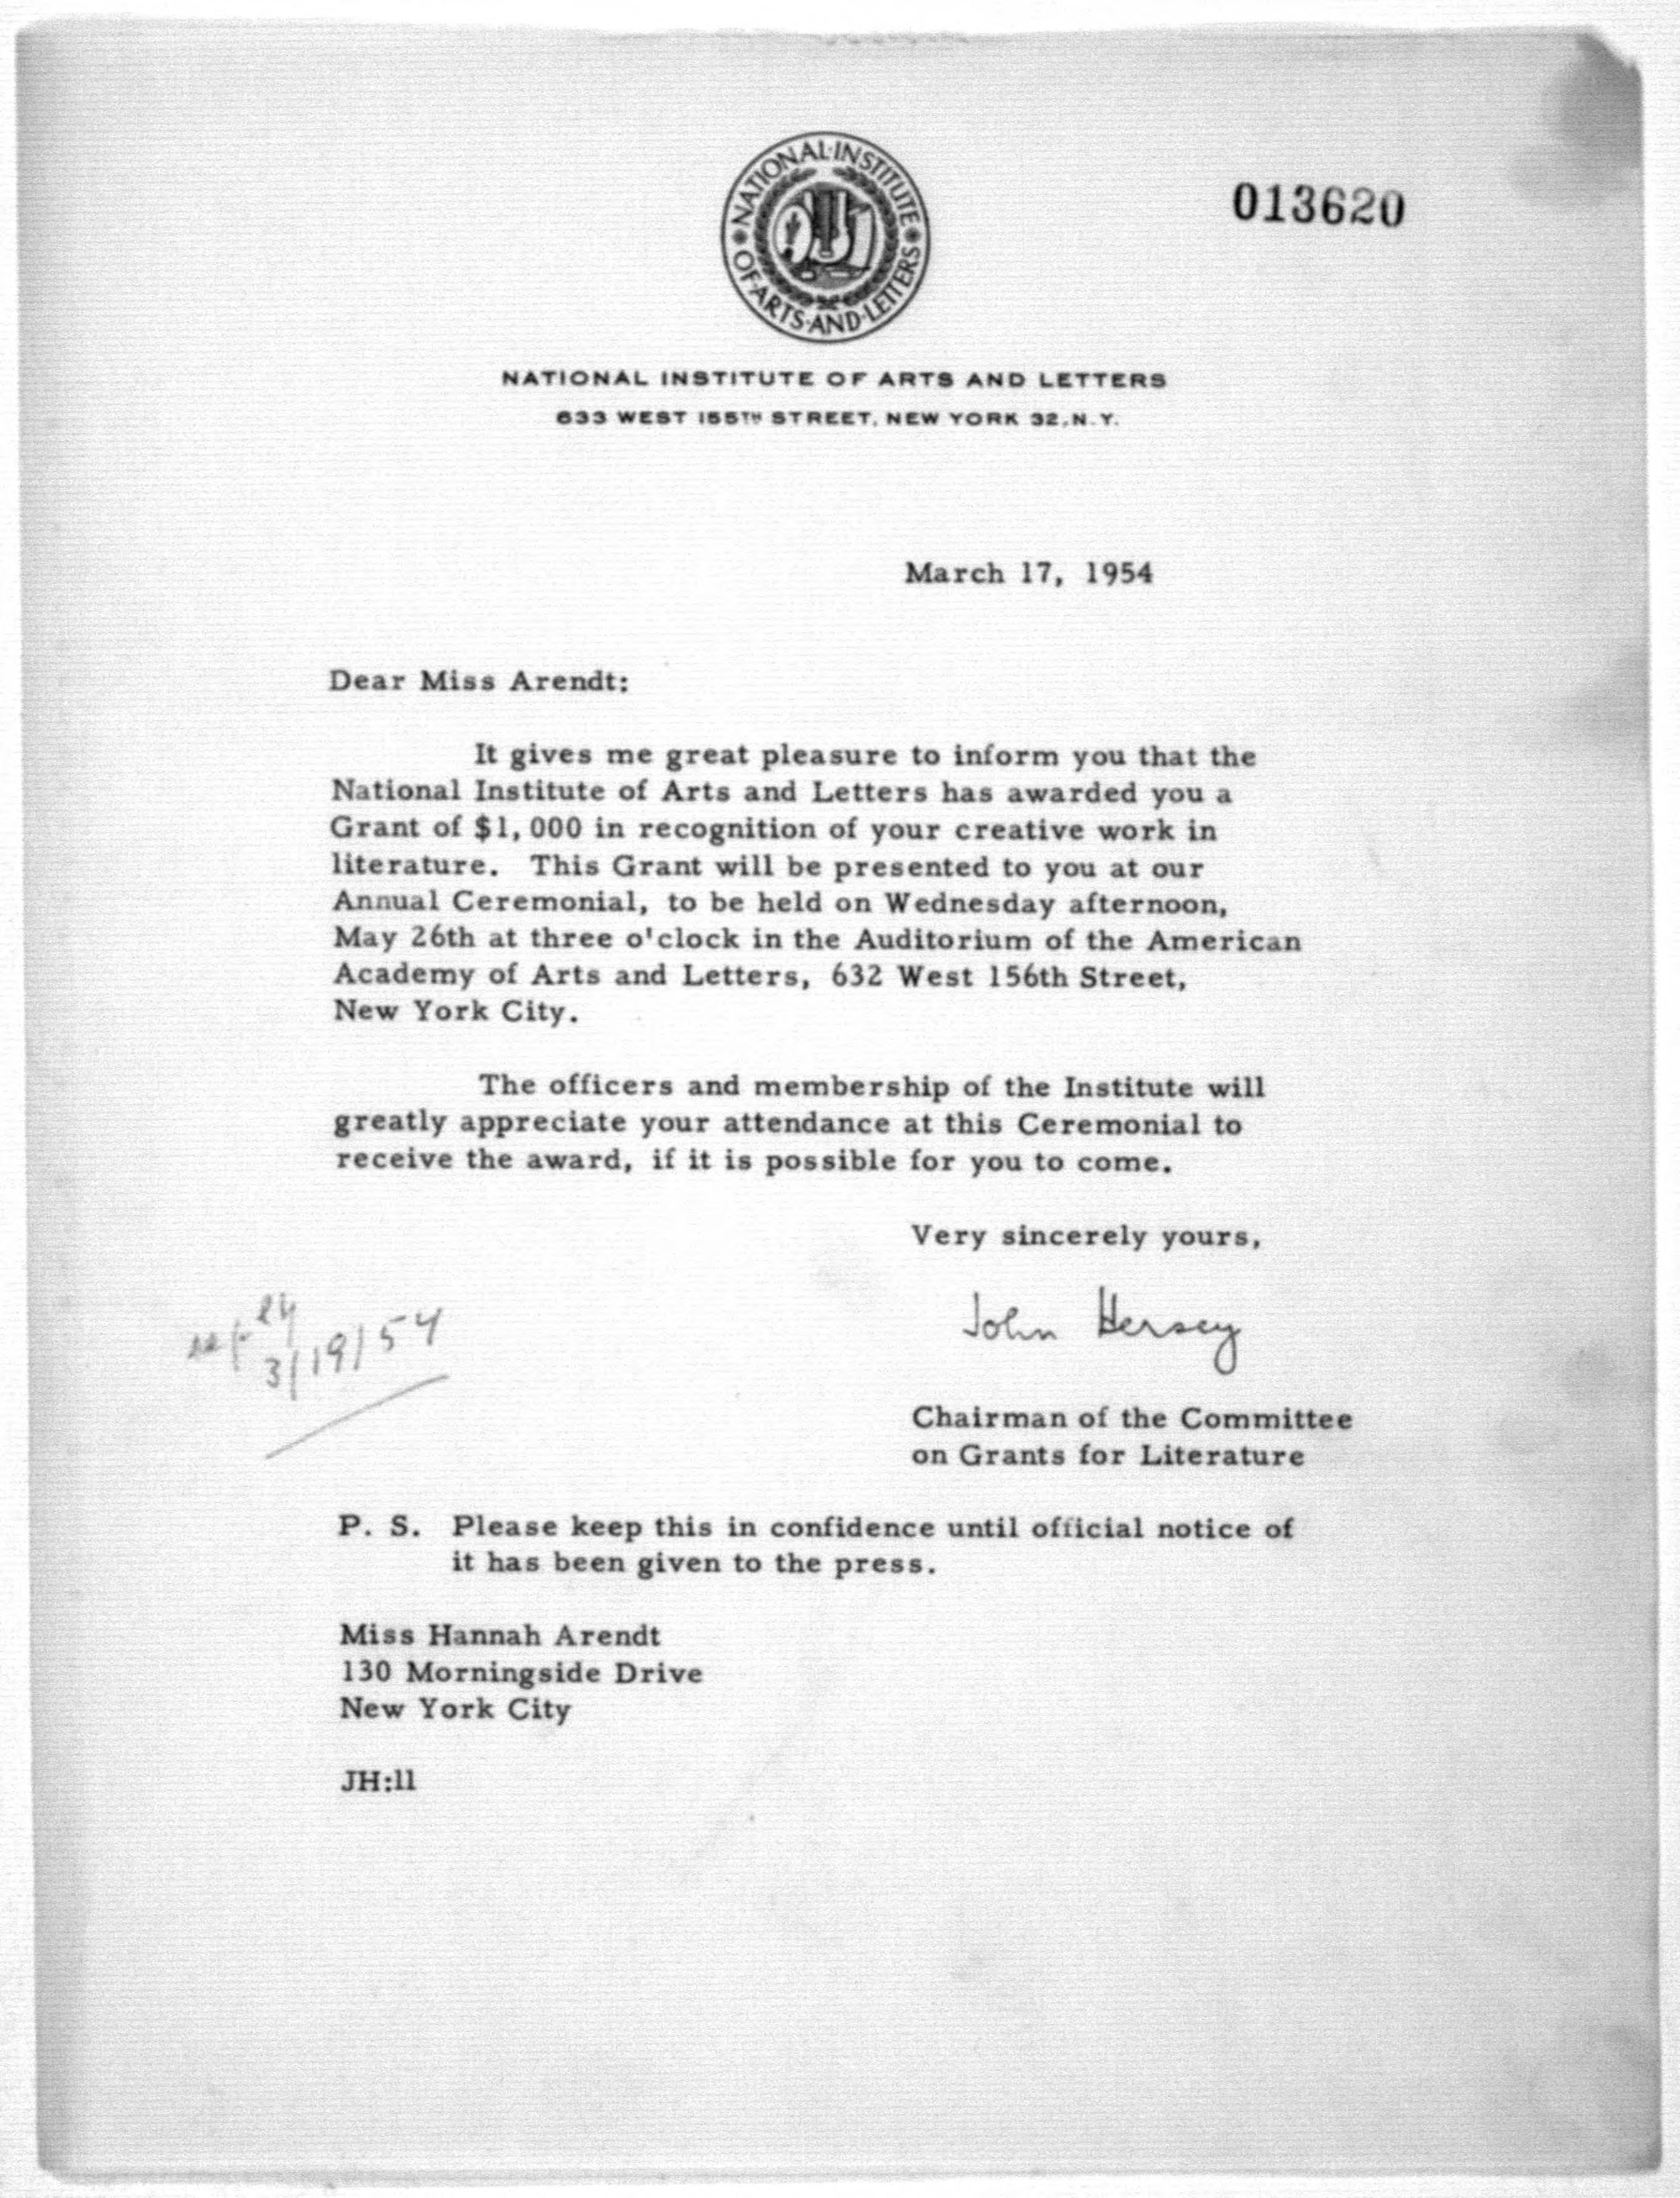 NATIONAL·INSTITUTE
OF·ARTS·AND·LETTERS
013620
NATIONAL INSTITUTE OF ARTS AND LETTERS
633 WEST 155TH STREET, NEW YORK 32, N. Y.
March 17, 1954
Dear Miss Arendt:
It gives me great pleasure to inform you that the
National Institute of Arts and Letters has awarded you a
Grant of $1,000 in recognition of your creative work in
literature. This Grant will be presented to you at our
Annual Ceremonial, to be held on Wednesday afternoon,
May 26th at three o'clock in the Auditorium of the American
Academy of Arts and Letters, 632 West 156th Street,
New York City.
The officers and membership of the Institute will
greatly appreciate your attendance at this Ceremonial to
receive the award, if it is possible for you to come.
Very sincerely yours,
John Hersey
3/19/54
Chairman of the Committee
on Grants for Literature
P. S. Please keep this in confidence until official notice of
it has been given to the press.
Miss Hannah Arendt
130 Morningside Drive
New York City
JH:ll